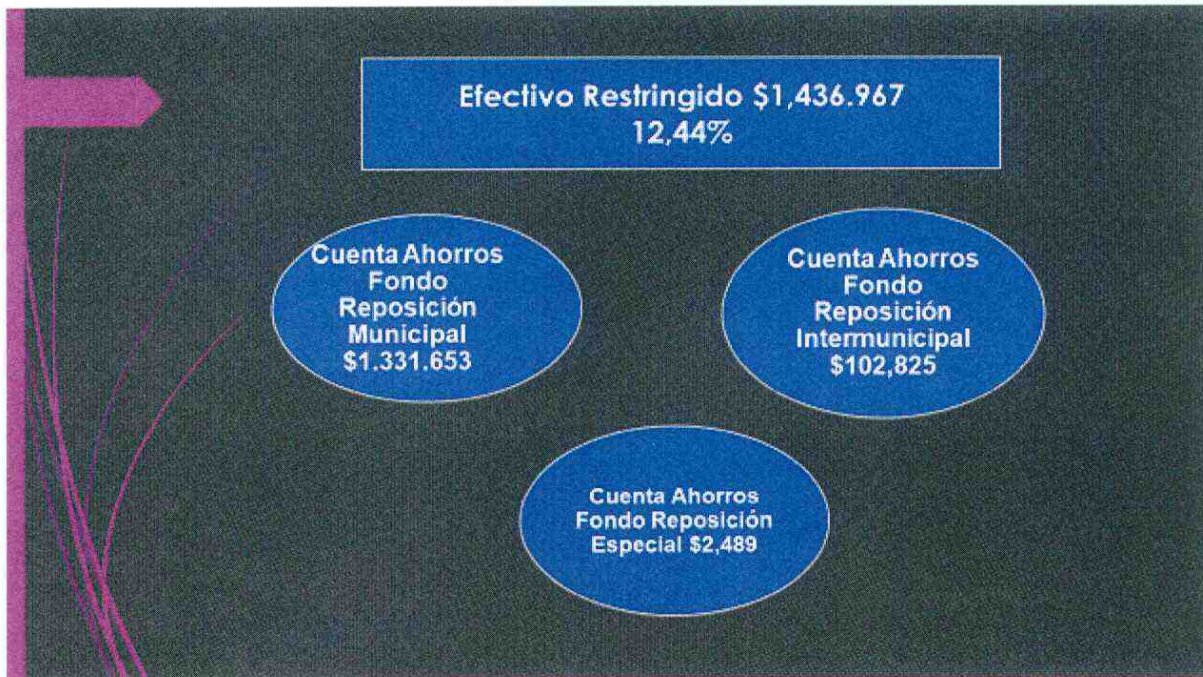 Efectivo Restringido $1,436.967
12,44%
Cuenta Ahorros
Fondo
Reposición
Municipal
$1.331.653
Cuenta Ahorros
Fondo
Reposición
Intermunicipal
$102,825
Cuenta Ahorros
Fondo Reposición
Especial $2,489